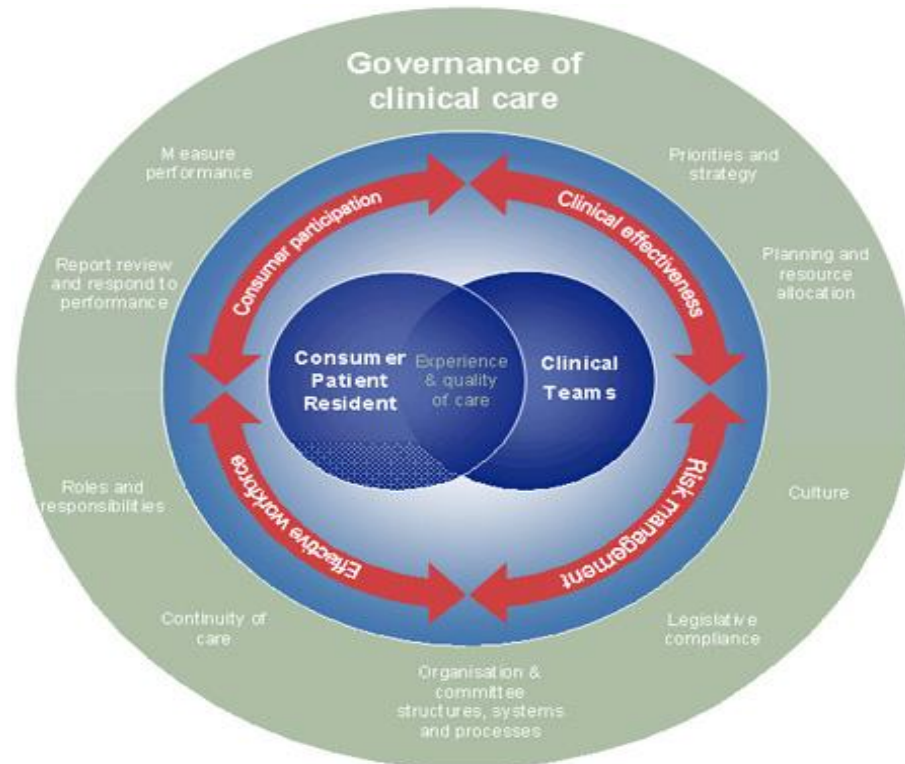 Governance of
clinical care
Measure
performance
Priorities and
strategy
Consumer participation
Clinical effectiveness
Report review
and respond to
performance
Planning and
resource
allocation
Consumer
Patient
Resident
Experience
& quality
of care
Clinical
Teams
Effective workforce
Risk management
Roles and
responsibilities
Culture
Continuity of
care
Legislative
compliance
Organisation &
committee
structures, systems
and processes